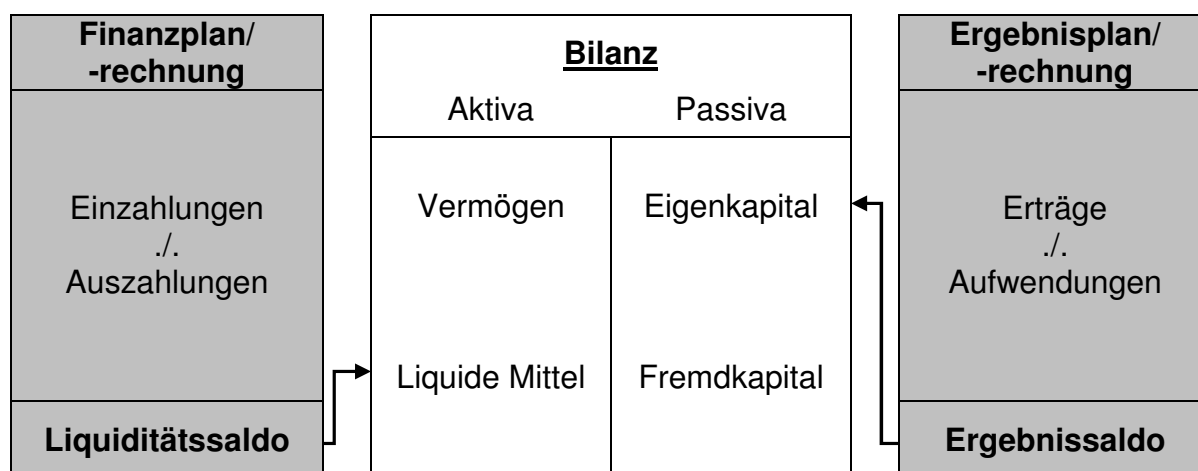 Finanzplan/
-rechnung
Einzahlungen
./.
Auszahlungen
Liquiditätssaldo
Bilanz
Aktiva Passiva
Vermögen Eigenkapital
Liquide Mittel Fremdkapital
Ergebnisplan/
-rechnung
Erträge
./.
Aufwendungen
Ergebnissaldo